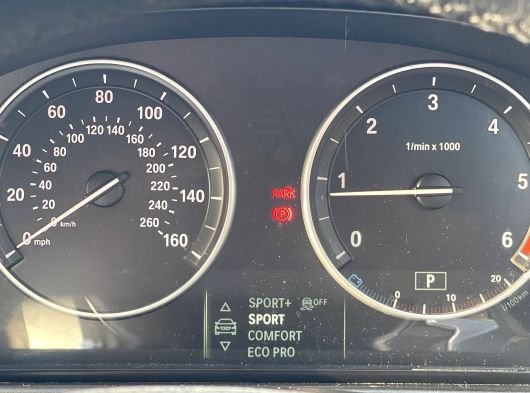 60
80
100
40
120
20
140
0 mph
160
80 100 120 140 160
60
180
40
200
220
20
240
0 km/h
260
PARK
P
1/min x 1000
0
1
2
3
4
5
6
P
0 10 20
l/100km
SPORT+ OFF
SPORT
COMFORT
ECO PRO